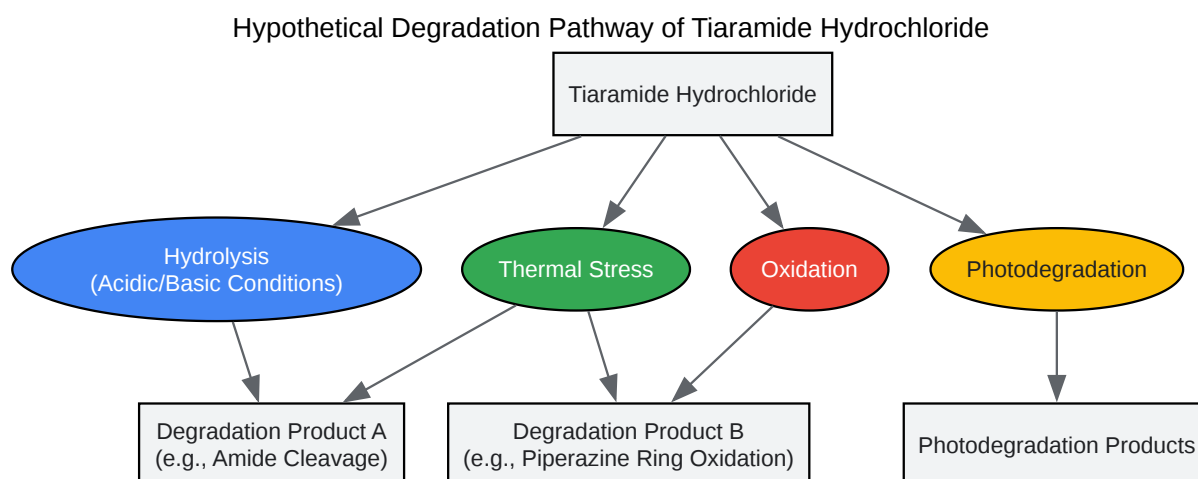 Hypothetical Degradation Pathway of Tiaramide Hydrochloride
Tiaramide Hydrochloride
Hydrolysis
(Acidic/Basic Conditions)
Thermal Stress
Oxidation
Photodegradation
Degradation Product A
(e.g., Amide Cleavage)
Degradation Product B
(e.g., Piperazine Ring Oxidation)
Photodegradation Products